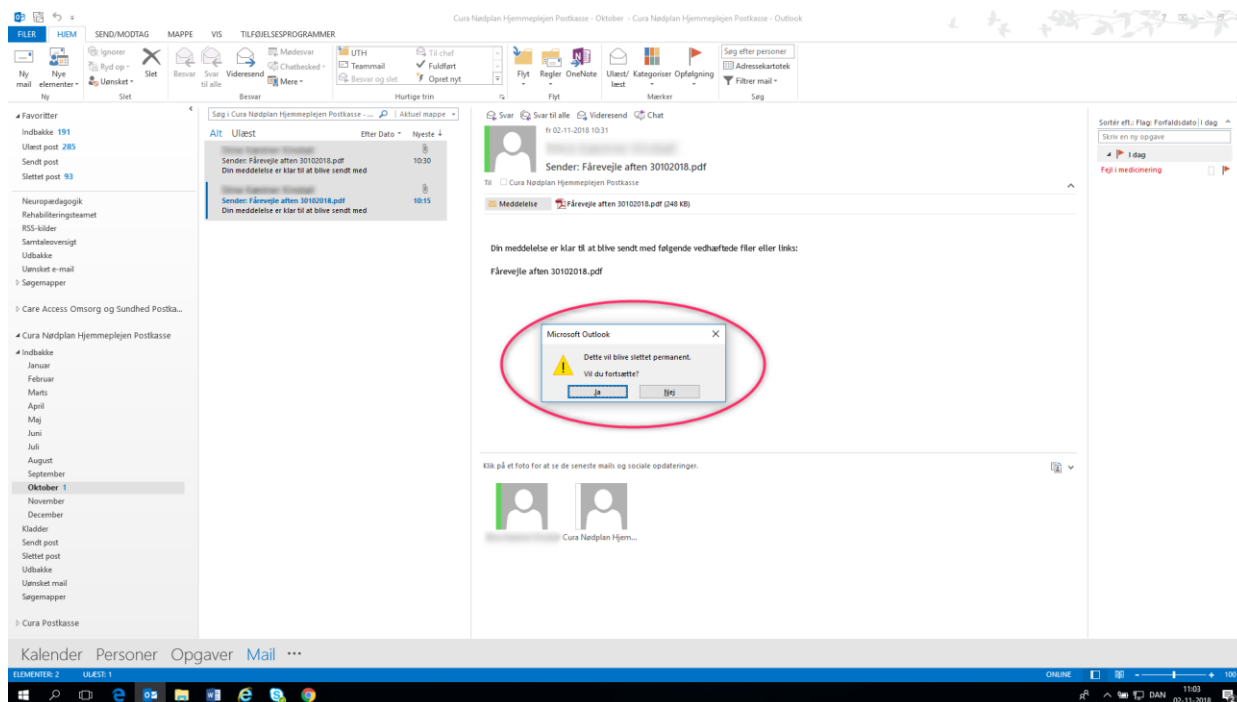 Cura Nødplan Hjemmeplejen Postkasse - Oktober - Cura Nødplan Hjemmeplejen Postkasse - Outlook
FILER HJEM SEND/MODTAG MAPPE VIS TILFØJELSESPROGRAMMER
Ny mail
Nye elementer
Ny
Ignorer
Ryd op
Uønsket
Slet
Slet
Besvar
Svar til alle
Videresend
Mødesvar
Chatbesked
Mere
Besvar
UTH
Teammail
Besvar og slet
Til chef
Fuldført
Opret nyt
Hurtige trin
Flyt
Regler
OneNote
Flyt
Ulæst/ læst
Kategoriser
Opfølgning
Mærker
Søg efter personer
Adressekartotek
Filtrer mail
Søg
Favoritter
Indbakke 191
Ulæst post 285
Sendt post
Slettet post 93
Neuropædagogik
Rehabiliteringsteamet
RSS-kilder
Samtaleoversigt
Udbakke
Uønsket e-mail
Søgemapper
Care Access Omsorg og Sundhed Postka...
Cura Nødplan Hjemmeplejen Postkasse
Indbakke
Januar
Februar
Marts
April
Maj
Juni
Juli
August
September
Oktober 1
November
December
Kladder
Sendt post
Slettet post
Udbakke
Uønsket mail
Søgemapper
Cura Postkasse
Søg i Cura Nødplan Hjemmeplejen Postkasse - ... Aktuel mappe
Alt Ulæst Efter Dato Nyeste ↓
Sender: Fårevejle aften 30102018.pdf 10:30
Din meddelelse er klar til at blive sendt med
Sender: Fårevejle aften 30102018.pdf 10:15
Din meddelelse er klar til at blive sendt med
Svar Svar til alle Videresend Chat
fr 02-11-2018 10:31
Sender: Fårevejle aften 30102018.pdf
Til Cura Nødplan Hjemmeplejen Postkasse
Meddelelse Fårevejle aften 30102018.pdf (248 KB)
Din meddelelse er klar til at blive sendt med følgende vedhæftede filer eller links:
Fårevejle aften 30102018.pdf
Microsoft Outlook
Dette vil blive slettet permanent.
Vil du fortsætte?
Ja Nej
Klik på et foto for at se de seneste mails og sociale opdateringer.
Cura Nødplan Hjem...
Sortér eft.: Flag: Forfaldsdato I dag
Skriv en ny opgave
I dag
Fejl i medicinering
Kalender Personer Opgaver Mail ...
ELEMENTER: 2 ULÆST: 1 ONLINE 100
DAN 11:03
02-11-2018